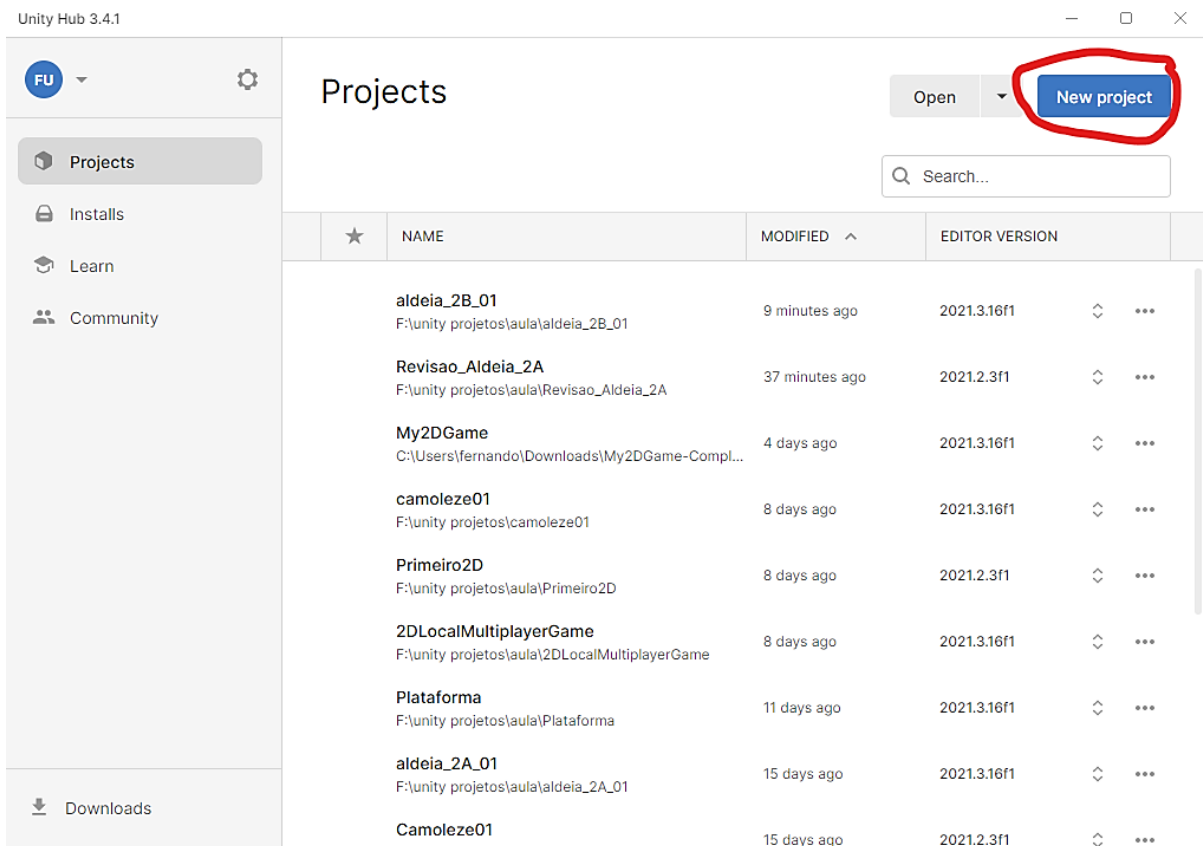 Unity Hub 3.4.1
FU
Projects
Installs
Learn
Community
Downloads
Projects
Open
New project
Search...
NAME MODIFIED EDITOR VERSION
aldeia_2B_01
F:\unity projetos\aula\aldeia_2B_01
9 minutes ago 2021.3.16f1
Revisao_Aldeia_2A
F:\unity projetos\aula\Revisao_Aldeia_2A
37 minutes ago 2021.2.3f1
My2DGame
C:\Users\fernando\Downloads\My2DGame-Compl...
4 days ago 2021.3.16f1
camoleze01
F:\unity projetos\camoleze01
8 days ago 2021.3.16f1
Primeiro2D
F:\unity projetos\aula\Primeiro2D
8 days ago 2021.2.3f1
2DLocalMultiplayerGame
F:\unity projetos\aula\2DLocalMultiplayerGame
8 days ago 2021.3.16f1
Plataforma
F:\unity projetos\aula\Plataforma
11 days ago 2021.3.16f1
aldeia_2A_01
F:\unity projetos\aula\aldeia_2A_01
15 days ago 2021.3.16f1
Camoleze01
15 days ago 2021.2.3f1